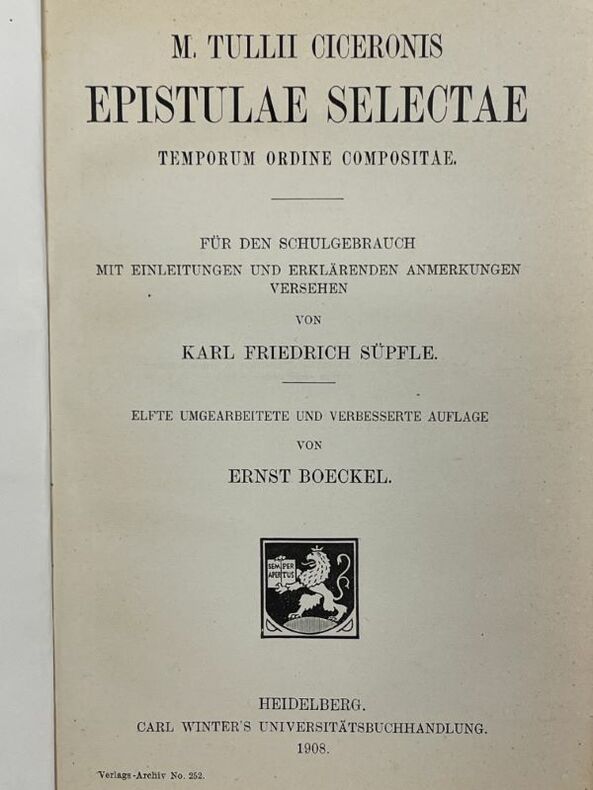 M. TULLII CICERONIS
EPISTULAE SELECTAE
TEMPORUM ORDINE COMPOSITAE.
FÜR DEN SCHULGEBRAUCH
MIT EINLEITUNGEN UND ERKLÄRENDEN ANMERKUNGEN
VERSEHEN
VON
KARL FRIEDRICH SÜPFLE.
ELFTE UMGEARBEITETE UND VERBESSERTE AUFLAGE
VON
ERNST BOECKEL.
SEMPER
APERTUS
HEIDELBERG.
CARL WINTER'S UNIVERSITÄTSBUCHHANDLUNG.
1908.
Verlags-Archiv No. 252.